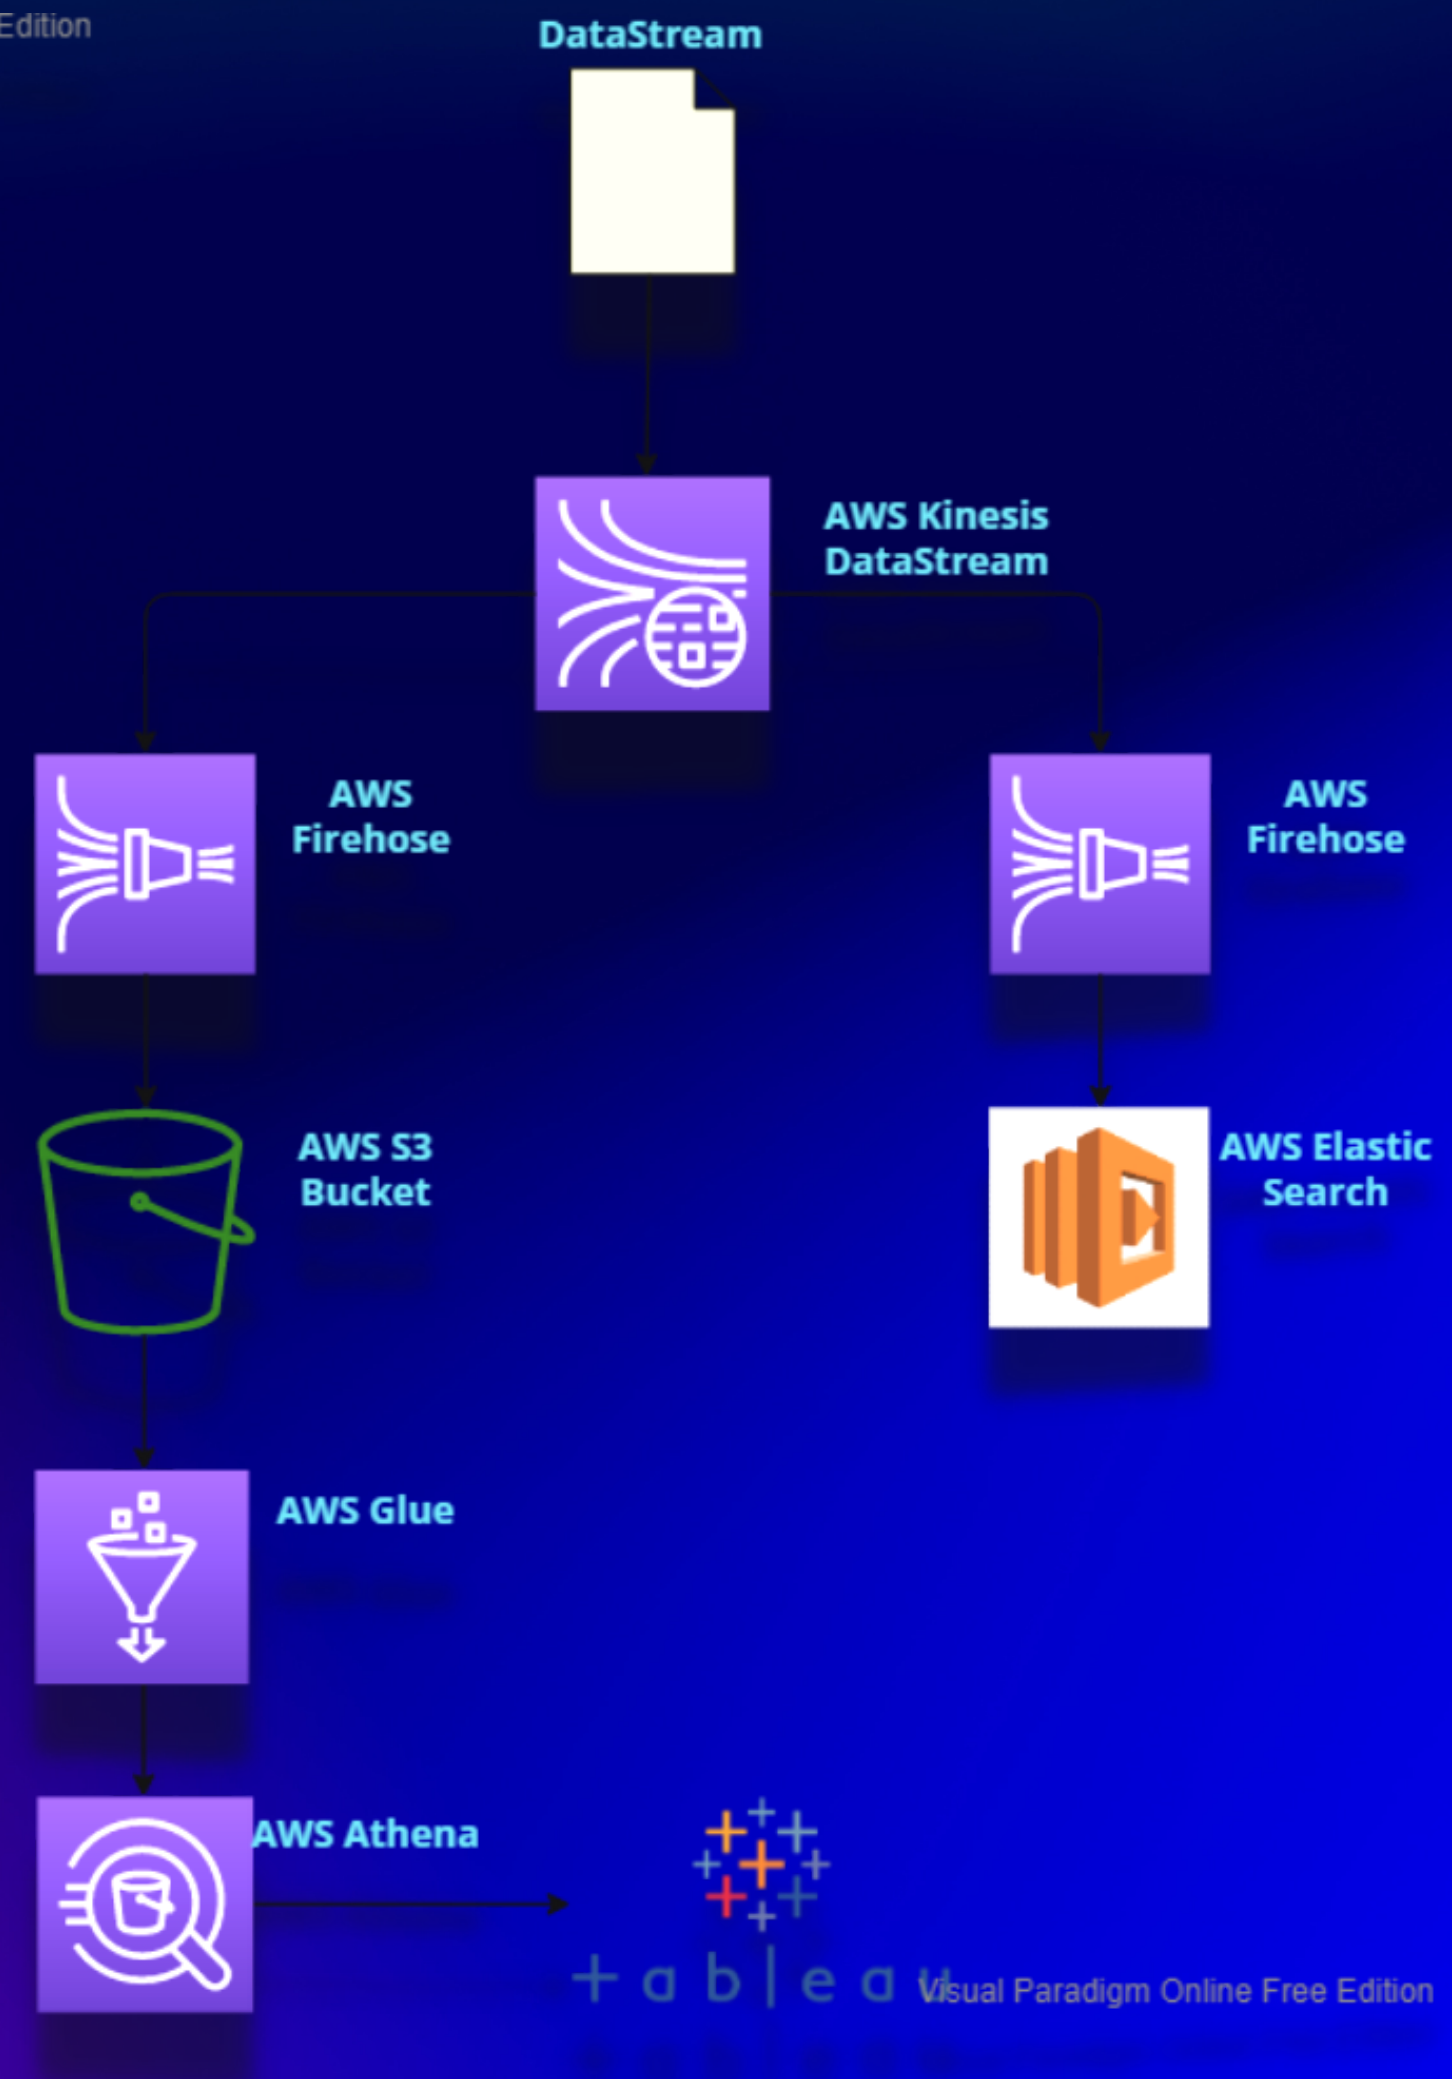 Edition
DataStream
AWS Kinesis
DataStream
AWS
Firehose
AWS
Firehose
AWS S3
Bucket
AWS Elastic
Search
AWS Glue
AWS Athena
+ableau
Visual Paradigm Online Free Edition